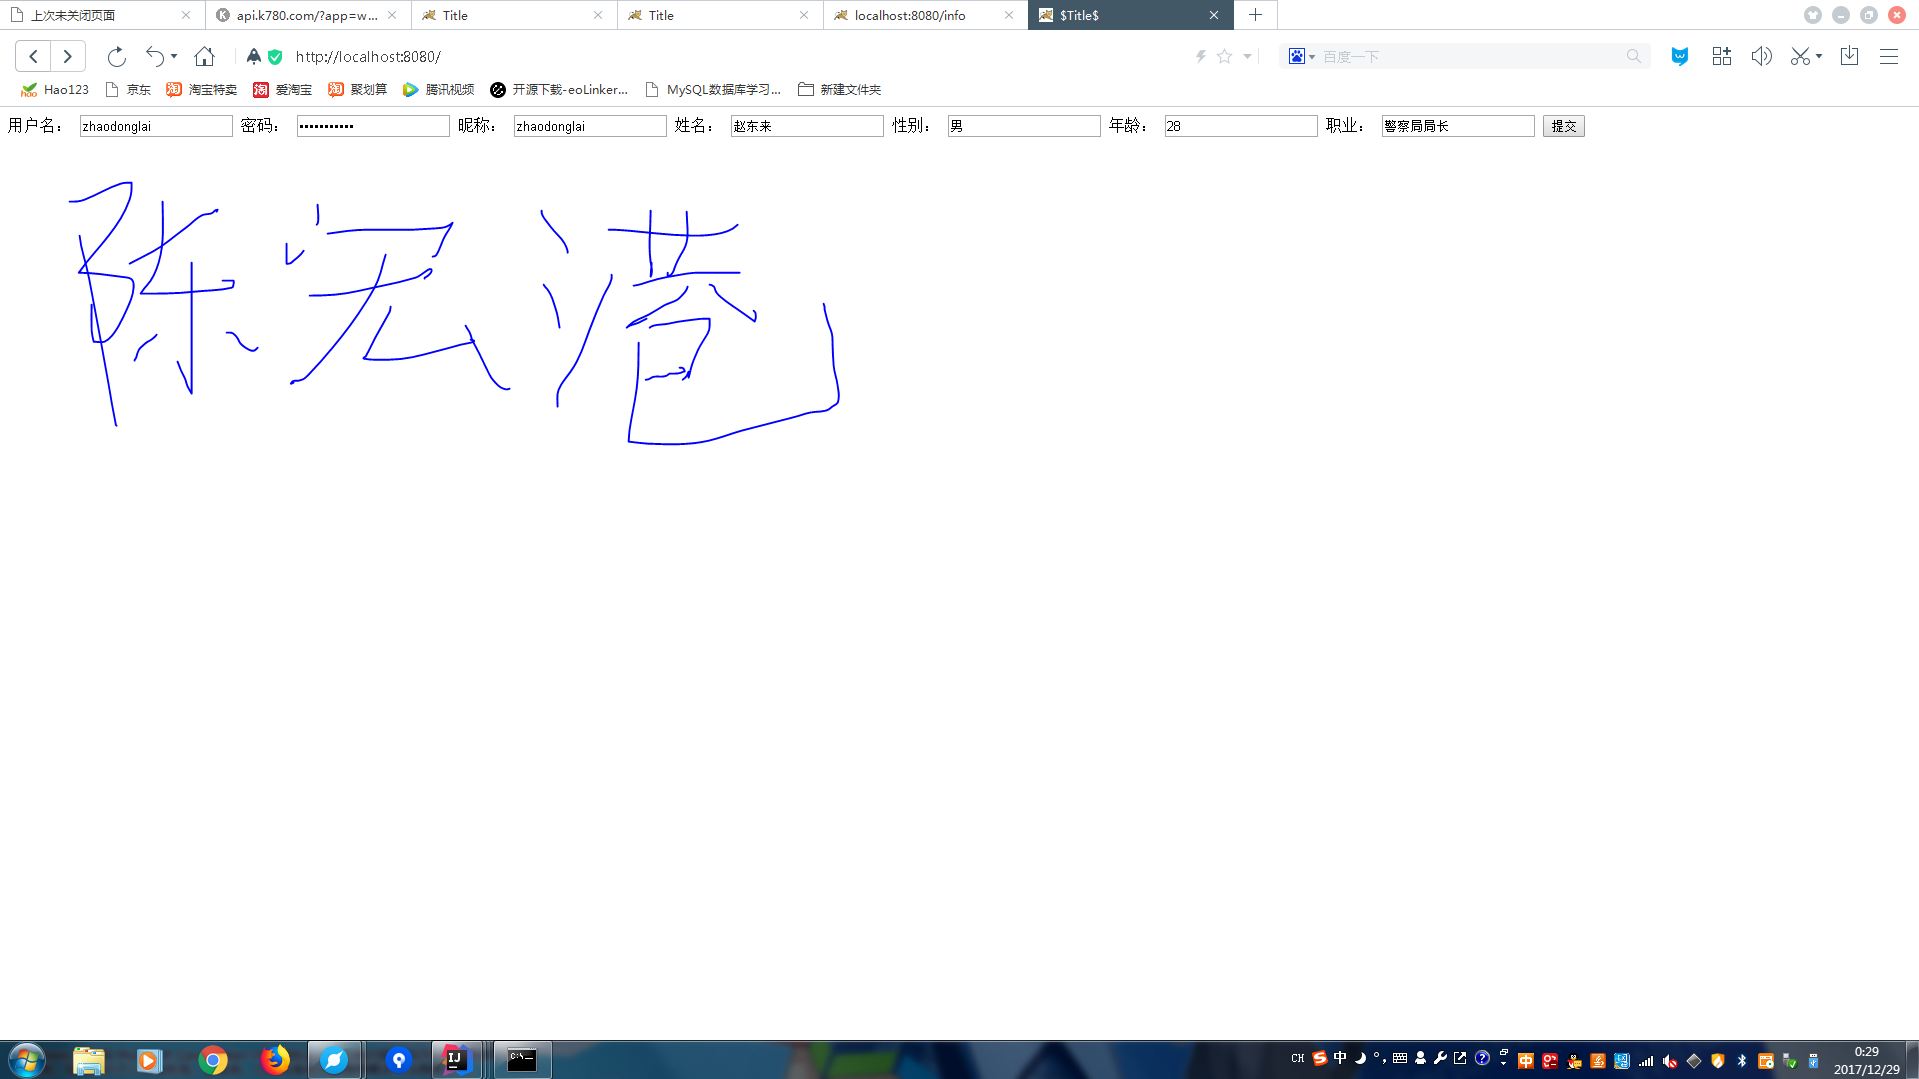 上次未关闭页面 api.k780.com/?app=w... Title Title localhost:8080/info $Title$
http://localhost:8080/ 百度一下
Hao123 京东 淘宝特卖 爱淘宝 聚划算 腾讯视频 开源下载-eoLinker... MySQL数据库学习... 新建文件夹
用户名: zhaodonglai 密码: ••••••••••• 昵称: zhaodonglai 姓名: 赵东来 性别: 男 年龄: 28 职业: 警察局局长 提交
陈宏港
CH 中 0:29
2017/12/29